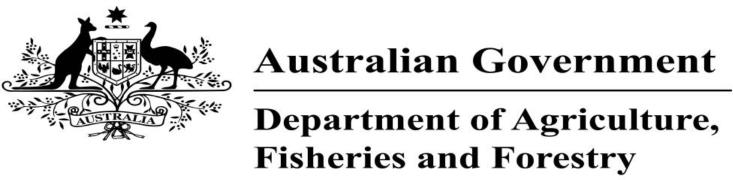 Australian Government
Department of Agriculture,
Fisheries and Forestry
AUSTRALIA